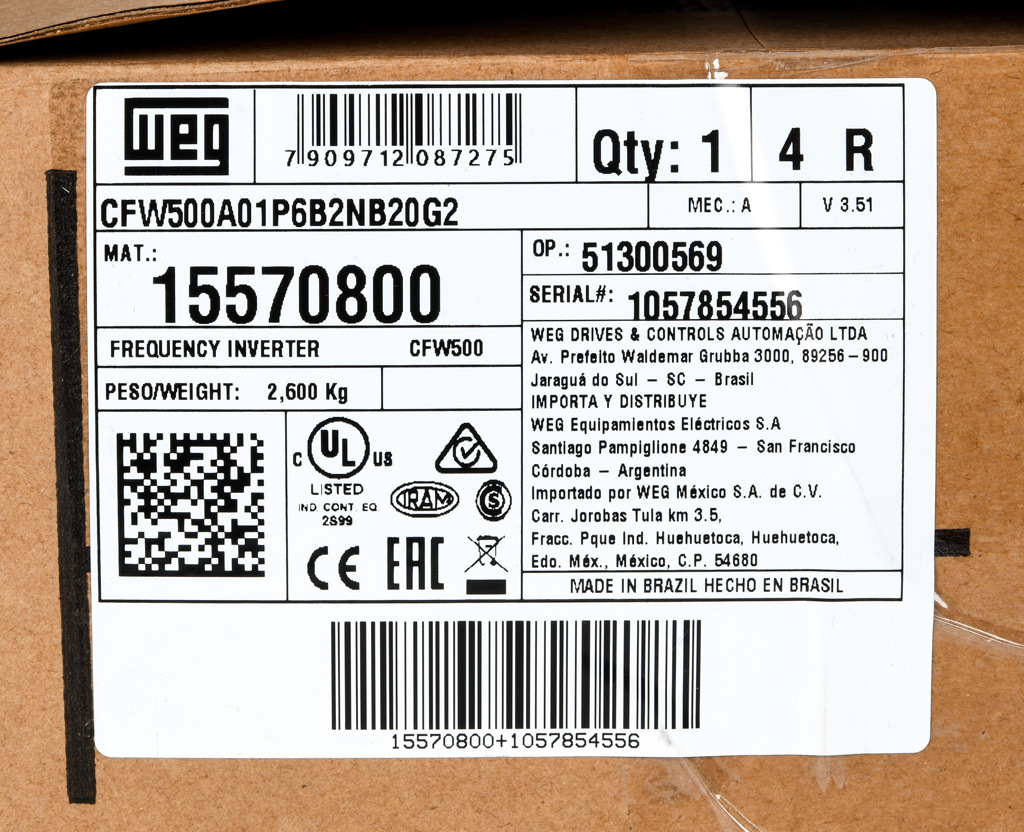 weg
7 909712 087275
Qty: 1
4 R
CFW500A01P6B2NB20G2
MEC.: A
V 3.51
MAT.:
15570800
OP.: 51300569
SERIAL#: 1057854556
FREQUENCY INVERTER CFW500
PESO/WEIGHT: 2,600 Kg
WEG DRIVES & CONTROLS AUTOMAÇÃO LTDA
Av. Prefeito Waldemar Grubba 3000, 89256-900
Jaraguá do Sul - SC - Brasil
IMPORTA Y DISTRIBUYE
WEG Equipamientos Eléctricos S.A
Santiago Pampiglione 4849 - San Francisco
Córdoba - Argentina
Importado por WEG México S.A. de C.V.
Carr. Jorobas Tula km 3.5,
Fracc. Pque Ind. Huehuetoca, Huehuetoca,
Edo. Méx., México, C.P. 54680
MADE IN BRAZIL HECHO EN BRASIL
C UL US
LISTED
IND. CONT. EQ.
2S99
IRAM
S
CE
EAC
15570800+1057854556